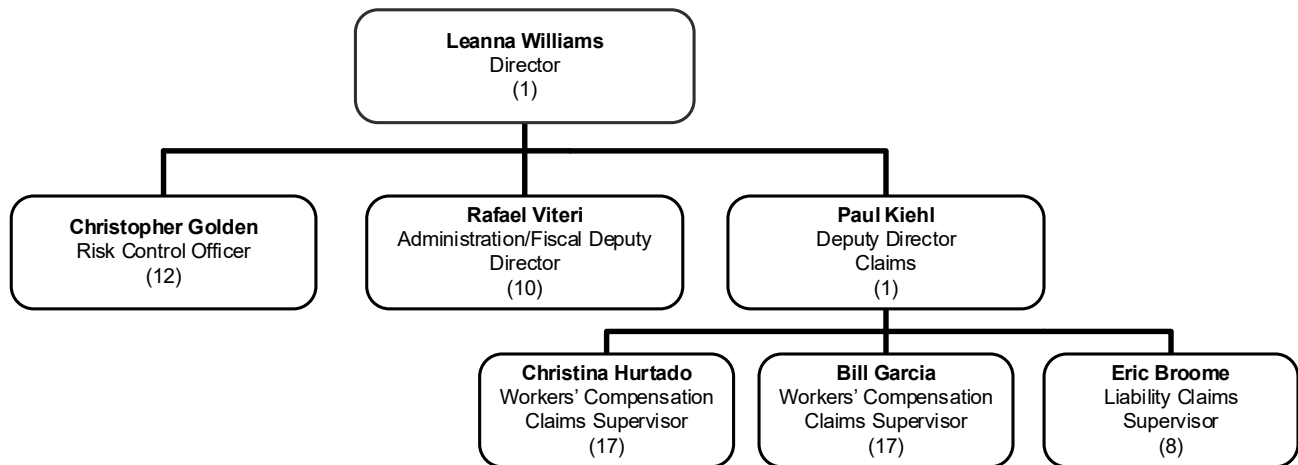 Leanna Williams
Director
(1)
Christopher Golden
Risk Control Officer
(12)
Rafael Viteri
Administration/Fiscal Deputy
Director
(10)
Paul Kiehl
Deputy Director
Claims
(1)
Christina Hurtado
Workers’ Compensation
Claims Supervisor
(17)
Bill Garcia
Workers’ Compensation
Claims Supervisor
(17)
Eric Broome
Liability Claims
Supervisor
(8)